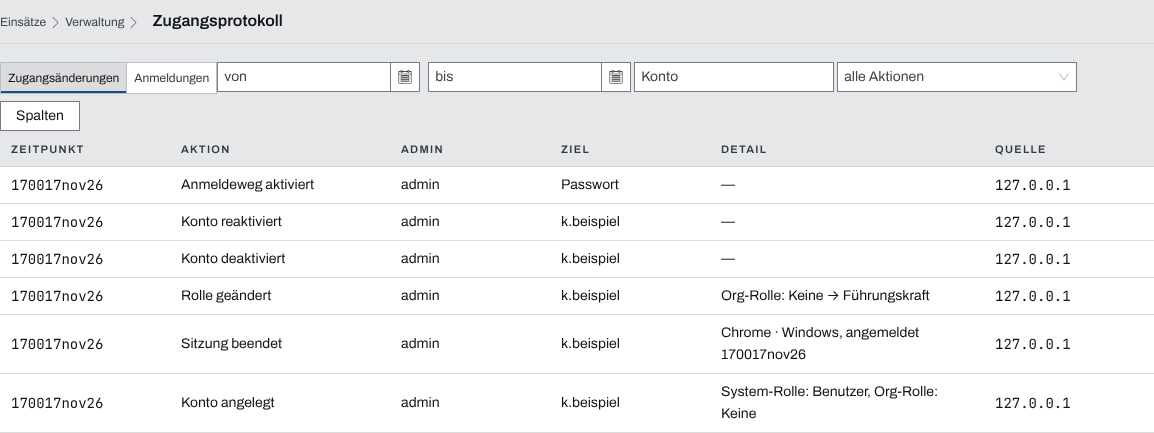 Einsätze > Verwaltung > Zugangsprotokoll
Zugangsänderungen Anmeldungen von bis Konto alle Aktionen
Spalten
ZEITPUNKT AKTION ADMIN ZIEL DETAIL QUELLE
170017nov26 Anmeldeweg aktiviert admin Passwort — 127.0.0.1
170017nov26 Konto reaktiviert admin k.beispiel — 127.0.0.1
170017nov26 Konto deaktiviert admin k.beispiel — 127.0.0.1
170017nov26 Rolle geändert admin k.beispiel Org-Rolle: Keine → Führungskraft 127.0.0.1
170017nov26 Sitzung beendet admin k.beispiel Chrome · Windows, angemeldet
170017nov26 127.0.0.1
170017nov26 Konto angelegt admin k.beispiel System-Rolle: Benutzer, Org-Rolle:
Keine 127.0.0.1